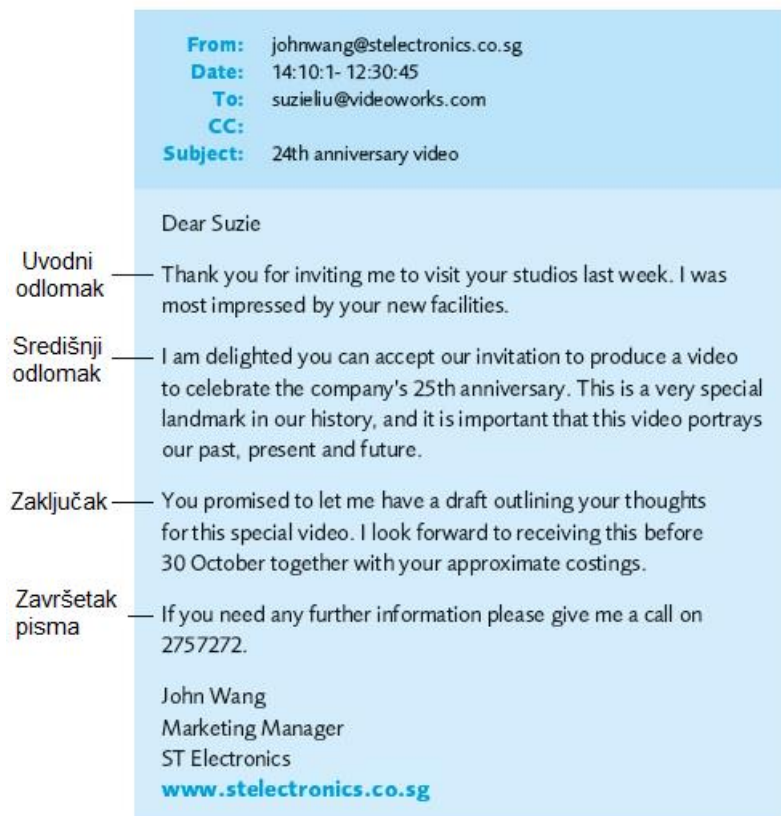 From: johnwang@stelectronics.co.sg
Date: 14:10:1- 12:30:45
To: suzieliu@videoworks.com
CC:
Subject: 24th anniversary video
Dear Suzie
Uvodni
odlomak
Thank you for inviting me to visit your studios last week. I was
most impressed by your new facilities.
Središnji
odlomak
I am delighted you can accept our invitation to produce a video
to celebrate the company's 25th anniversary. This is a very special
landmark in our history, and it is important that this video portrays
our past, present and future.
Zaključak
You promised to let me have a draft outlining your thoughts
for this special video. I look forward to receiving this before
30 October together with your approximate costings.
Završetak
pisma
If you need any further information please give me a call on
2757272.
John Wang
Marketing Manager
ST Electronics
www.stelectronics.co.sg